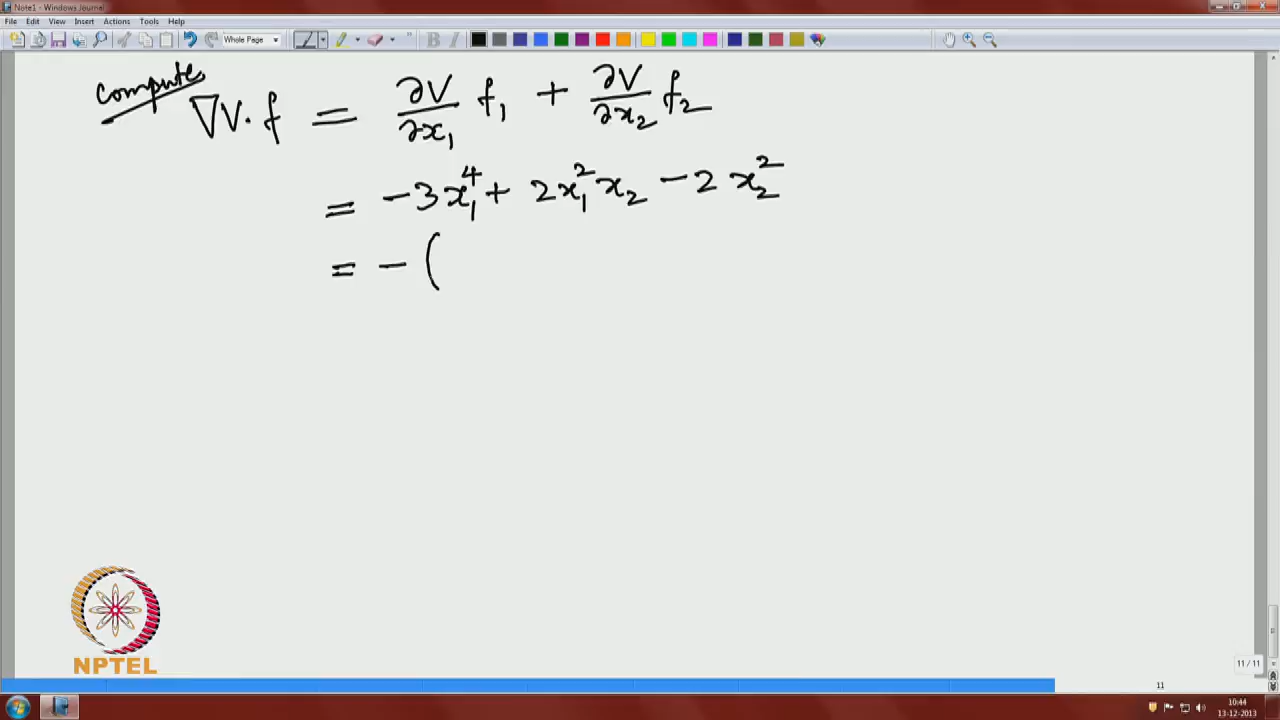 Note1 - Windows Journal
File Edit View Insert Actions Tools Help
Whole Page
compute
∇V. f = ∂V/∂x₁ f₁ + ∂V/∂x₂ f₂
= -3x₁⁴ + 2x₁²x₂ - 2x₂²
= - (
NPTEL
11 / 11
11
10:44
13-12-2013